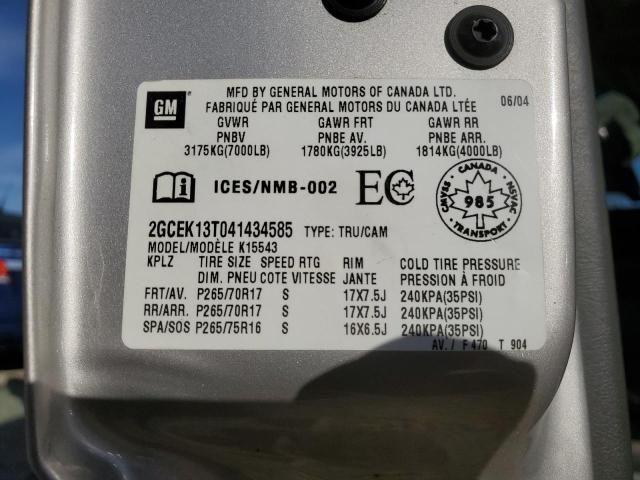 GM
MFD BY GENERAL MOTORS OF CANADA LTD.
FABRIQUÉ PAR GENERAL MOTORS DU CANADA LTÉE
06/04
GVWR GAWR FRT GAWR RR
PNBV PNBE AV. PNBE ARR.
3175KG(7000LB) 1780KG(3925LB) 1814KG(4000LB)
ICES/NMB-002 EC
CANADA
CMVSS 985 NSVAC
TRANSPORT
2GCEK13T041434585 TYPE: TRU/CAM
MODEL/MODÈLE K15543
KPLZ TIRE SIZE SPEED RTG RIM COLD TIRE PRESSURE
DIM. PNEU COTE VITESSE JANTE PRESSION À FROID
FRT/AV. P265/70R17 S 17X7.5J 240KPA(35PSI)
RR/ARR. P265/70R17 S 17X7.5J 240KPA(35PSI)
SPA/SOS P265/75R16 S 16X6.5J 240KPA(35PSI)
AV. / F 470 T 904